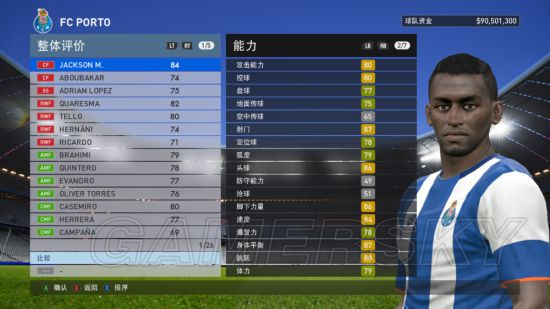 FC PORTO
球队资金 $90,501,300
整体评价 LT RT 1/5
CF JACKSON M. 84
CF ABOUBAKAR 74
SS ADRIAN LOPEZ 75
RWF QUARESMA 82
RWF TELLO 80
RWF HERNÂNI 74
RWF RICARDO 71
AMF BRAHIMI 79
AMF QUINTERO 78
AMF EVANDRO 77
AMF OLIVER TORRES 76
CMF CASEMIRO 80
CMF HERRERA 77
CMF CAMPAÑA 69
1/26
比较
-
能力 LB RB 2/7
攻击能力 80
控球 80
盘球 77
地面传球 75
空中传球 65
射门 87
定位球 78
弧度 79
头球 86
防守能力 49
抢球 51
脚下力量 86
速度 84
爆发力 78
身体平衡 87
跳跃 88
体力 79
GAMERSKY
A 确认 B 返回 X 排序